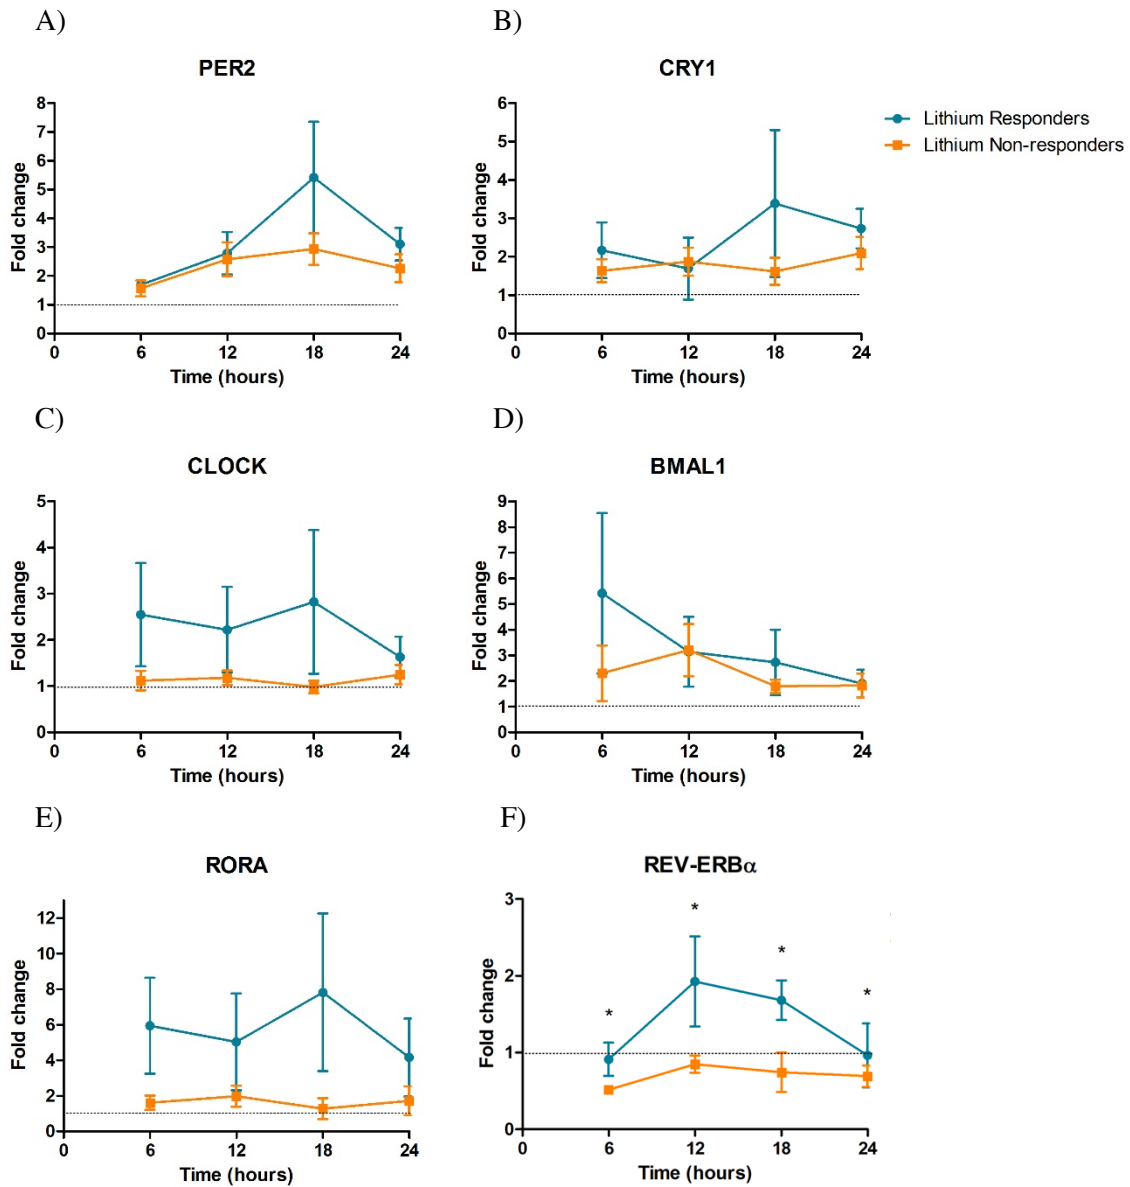 A)
B)
PER2
CRY1
Lithium Responders
Lithium Non-responders
8
7
6
5
4
3
2
1
0
Fold change
0 6 12 18 24
Time (hours)
6
5
4
3
2
1
0
Fold change
0 6 12 18 24
Time (hours)
C)
D)
CLOCK
BMAL1
5
4
3
2
1
0
Fold change
0 6 12 18 24
Time (hours)
9
8
7
6
5
4
3
2
1
0
Fold change
0 6 12 18 24
Time (hours)
E)
F)
RORA
REV-ERBα
12
10
8
6
4
2
0
Fold change
0 6 12 18 24
Time (hours)
3
2
1
0
Fold change
* * * *
0 6 12 18 24
Time (hours)